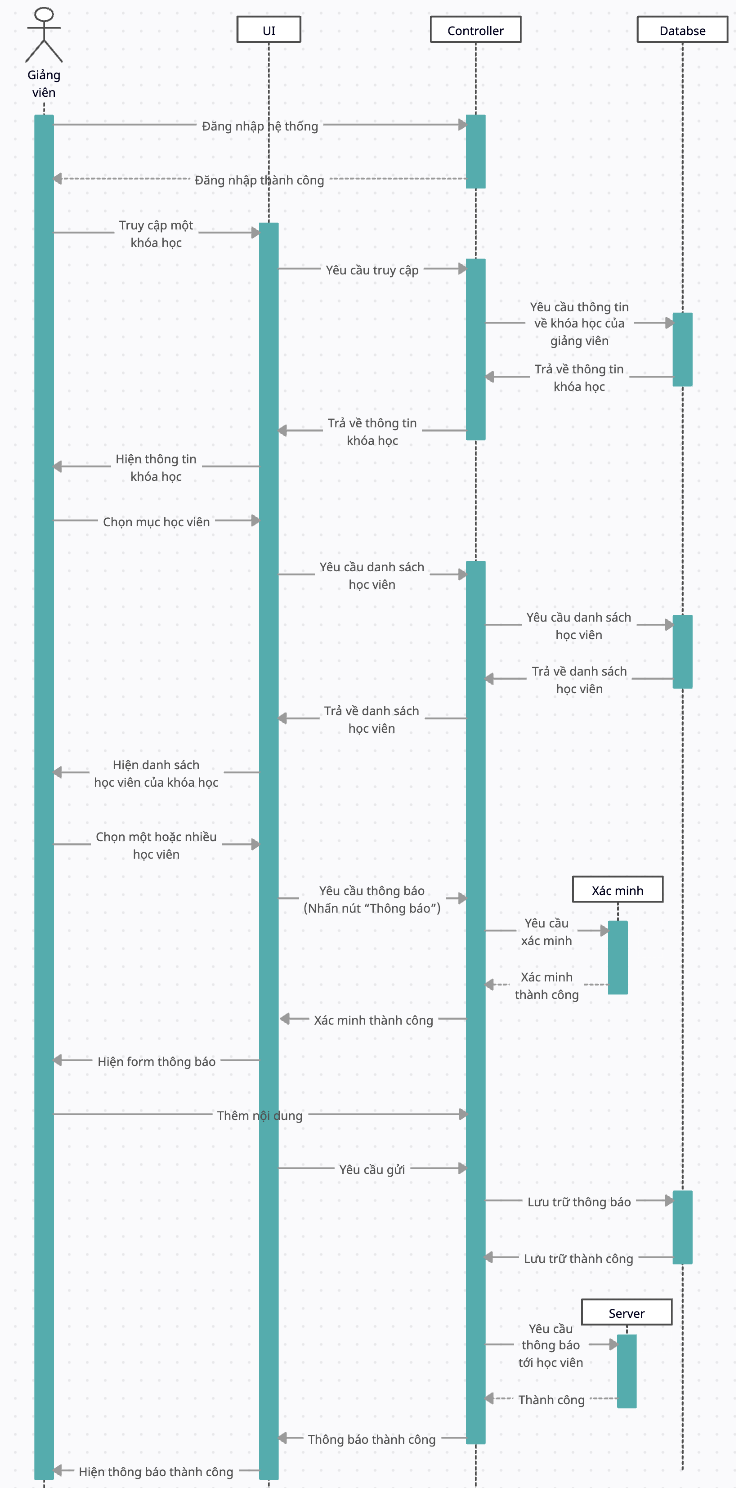 UI
Controller
Databse
Giảng
viên
Đăng nhập hệ thống
Đăng nhập thành công
Truy cập một
khóa học
Yêu cầu truy cập
Yêu cầu thông tin
về khóa học của
giảng viên
Trả về thông tin
khóa học
Trả về thông tin
khóa học
Hiện thông tin
khóa học
Chọn mục học viên
Yêu cầu danh sách
học viên
Yêu cầu danh sách
học viên
Trả về danh sách
học viên
Trả về danh sách
học viên
Hiện danh sách
học viên của khóa học
Chọn một hoặc nhiều
học viên
Yêu cầu thông báo
(Nhấn nút “Thông báo”)
Xác minh
Yêu cầu
xác minh
Xác minh
thành công
Xác minh thành công
Hiện form thông báo
Thêm nội dung
Yêu cầu gửi
Lưu trữ thông báo
Lưu trữ thành công
Server
Yêu cầu
thông báo
tới học viên
Thành công
Thông báo thành công
Hiện thông báo thành công